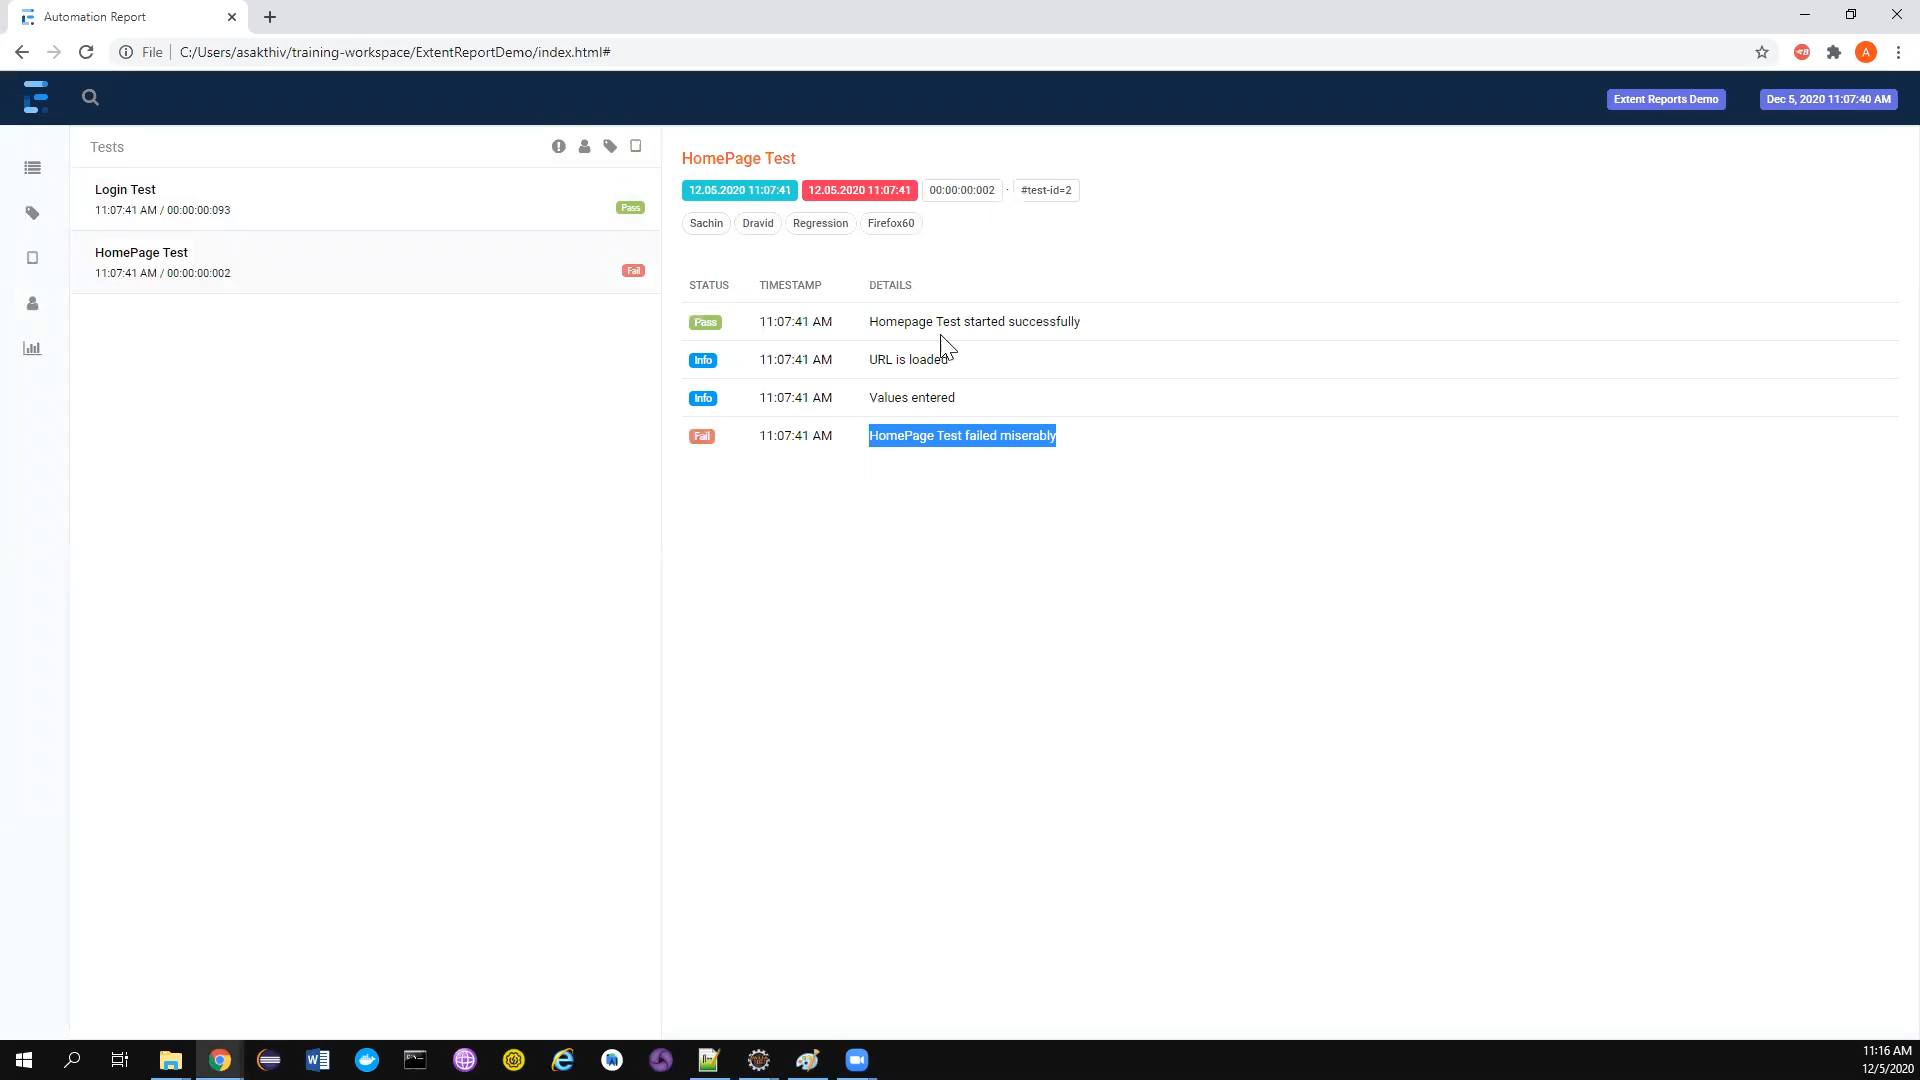 Automation Report
File C:/Users/asakthiv/training-workspace/ExtentReportDemo/index.html#
A
Extent Reports Demo Dec 5, 2020 11:07:40 AM
Tests
Login Test
11:07:41 AM / 00:00:00:093
Pass
HomePage Test
11:07:41 AM / 00:00:00:002
Fail
HomePage Test
12.05.2020 11:07:41 12.05.2020 11:07:41 00:00:00:002 · #test-id=2
Sachin Dravid Regression Firefox60
STATUS TIMESTAMP DETAILS
Pass 11:07:41 AM Homepage Test started successfully
Info 11:07:41 AM URL is loaded
Info 11:07:41 AM Values entered
Fail 11:07:41 AM HomePage Test failed miserably
11:16 AM
12/5/2020